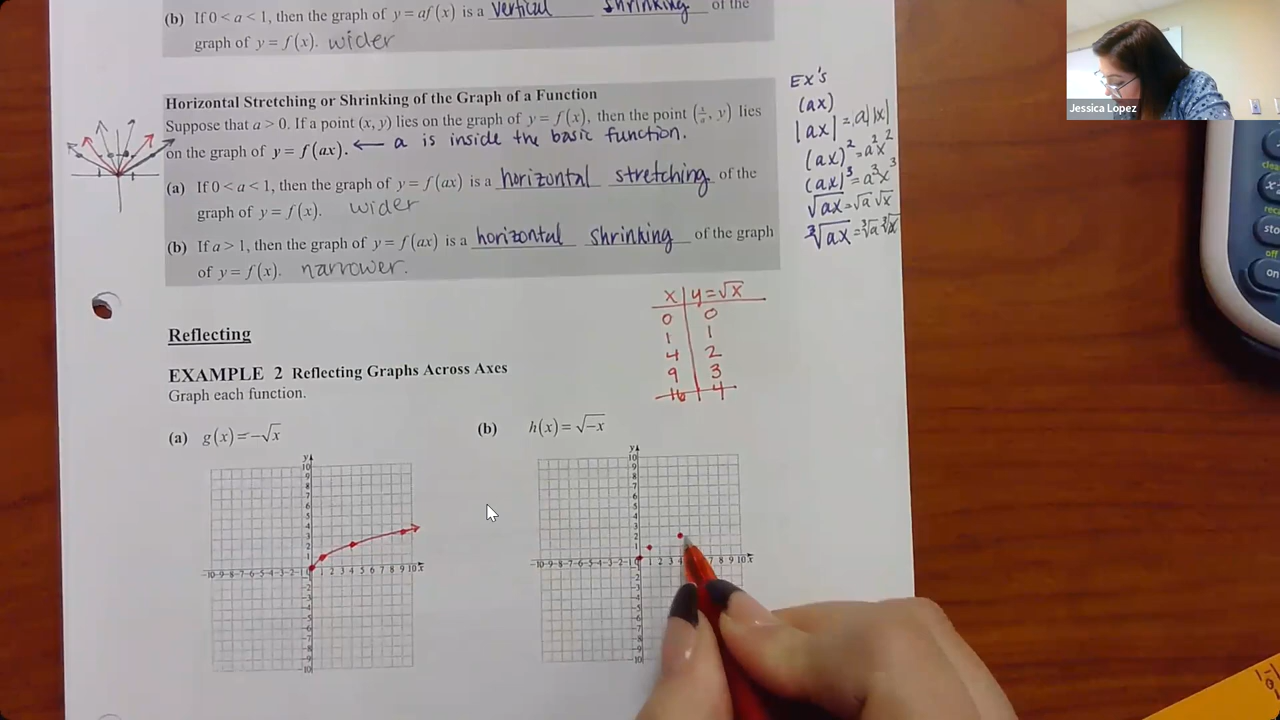 (b) If 0 < a < 1, then the graph of y = af(x) is a vertical shrinking of the
graph of y = f(x). wider
Horizontal Stretching or Shrinking of the Graph of a Function
Suppose that a > 0. If a point (x, y) lies on the graph of y = f(x), then the point (x/a, y) lies
on the graph of y = f(ax). ← a is inside the basic function.
(a) If 0 < a < 1, then the graph of y = f(ax) is a horizontal stretching of the
graph of y = f(x). wider
(b) If a > 1, then the graph of y = f(ax) is a horizontal shrinking of the graph
of y = f(x). narrower.
Ex's
(ax)
|ax| = a|x|
(ax)² = a²x²
(ax)³ = a³x³
√ax = √a √x
∛ax = ∛a ∛x
x | y = √x
0 | 0
1 | 1
4 | 2
9 | 3
16 | 4
Reflecting
EXAMPLE 2 Reflecting Graphs Across Axes
Graph each function.
(a) g(x) = -√x
(b) h(x) = √-x
Jessica Lopez